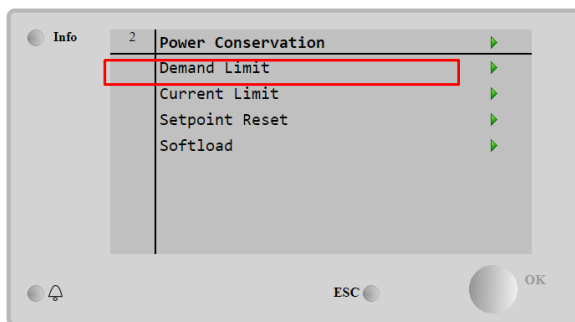 Info
2 Power Conservation
Demand Limit
Current Limit
Setpoint Reset
Softload
ESC
OK